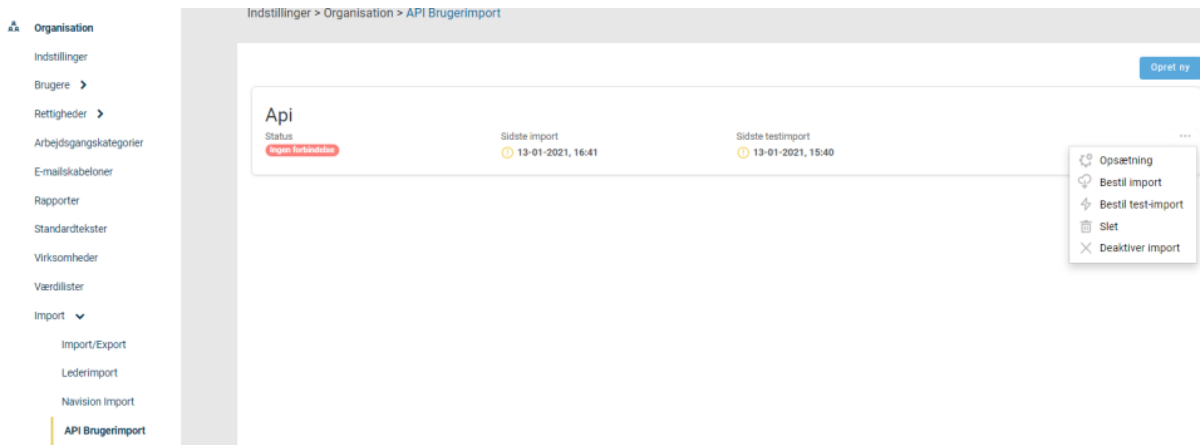 Organisation
Indstillinger
Brugere
Rettigheder
Arbejdsgangskategorier
E-mailskabeloner
Rapporter
Standardtekster
Virksomheder
Værdilister
Import
Import/Export
Lederimport
Navision Import
API Brugerimport
Indstillinger > Organisation > API Brugerimport
Opret ny
Api
Status Sidste import Sidste testimport
Ingen forbindelse 13-01-2021, 16:41 13-01-2021, 15:40
Opsætning
Bestil import
Bestil test-import
Slet
Deaktiver import